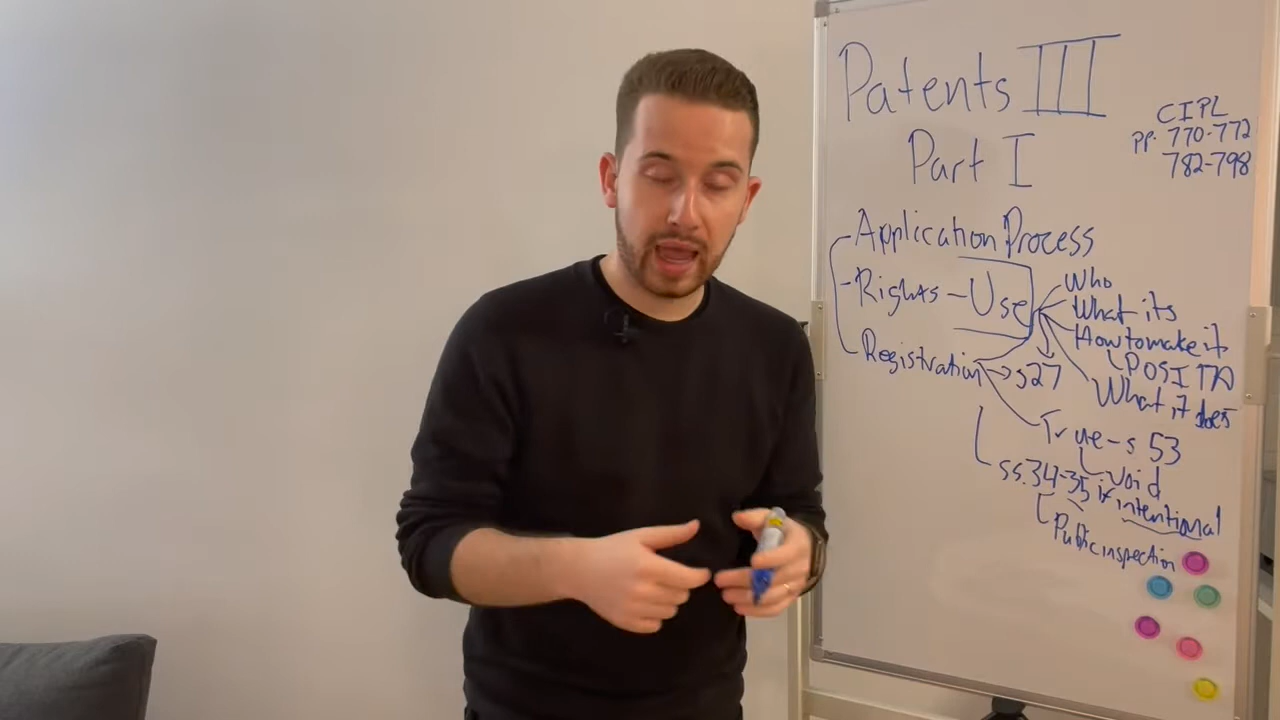 Patents III
Part I
CIPL
pp. 770-772
782-798
Application Process
- Rights - Use
Who
What it is
How to make it
POSITA
What it does
Registration → s27
True - s 53
void
ss. 34-35 if intentional
Public inspection